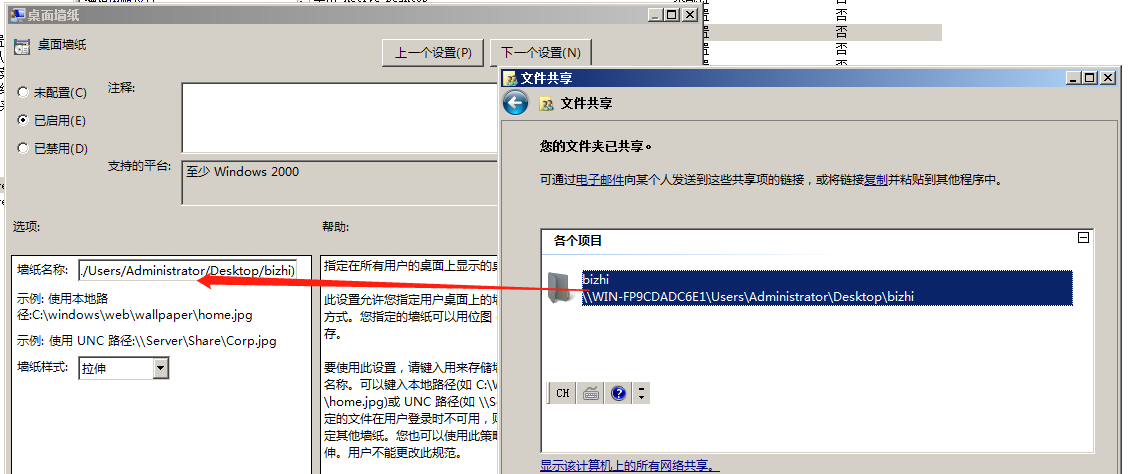 桌面墙纸
桌面墙纸
上一个设置(P)
下一个设置(N)
未配置(C)
注释:
已启用(E)
已禁用(D)
支持的平台:
至少 Windows 2000
选项:
帮助:
墙纸名称:
./Users/Administrator/Desktop/bizhi)
示例: 使用本地路
径:C:\windows\web\wallpaper\home.jpg
示例: 使用 UNC 路径:\\Server\Share\Corp.jpg
墙纸样式:
拉伸
指定在所有用户的桌面上显示的
此设置允许您指定用户桌面上的
方式。您指定的墙纸可以用位图
存。
要使用此设置，请键入用来存储
名称。可以键入本地路径(如 C:\
\home.jpg)或 UNC 路径(如 \\S
定的文件在用户登录时不可用，
定其他墙纸。您也可以使用此策
伸。用户不能更改此规范。
否
否
否
否
否
文件共享
文件共享
您的文件夹已共享。
可通过电子邮件向某个人发送到这些共享项的链接，或将链接复制并粘贴到其他程序中。
各个项目
bizhi
\\WIN-FP9CDADC6E1\Users\Administrator\Desktop\bizhi
CH
显示该计算机上的所有网络共享。